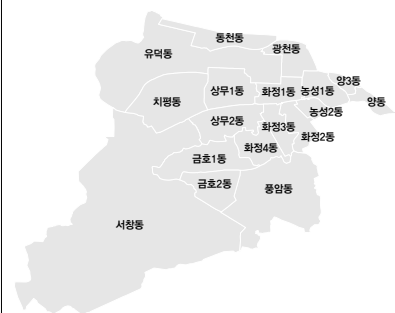 동천동
광천동
유덕동
양3동
치평동
상무1동
화정1동
농성1동
양동
농성2동
상무2동
화정3동
화정2동
화정4동
금호1동
금호2동
풍암동
서창동